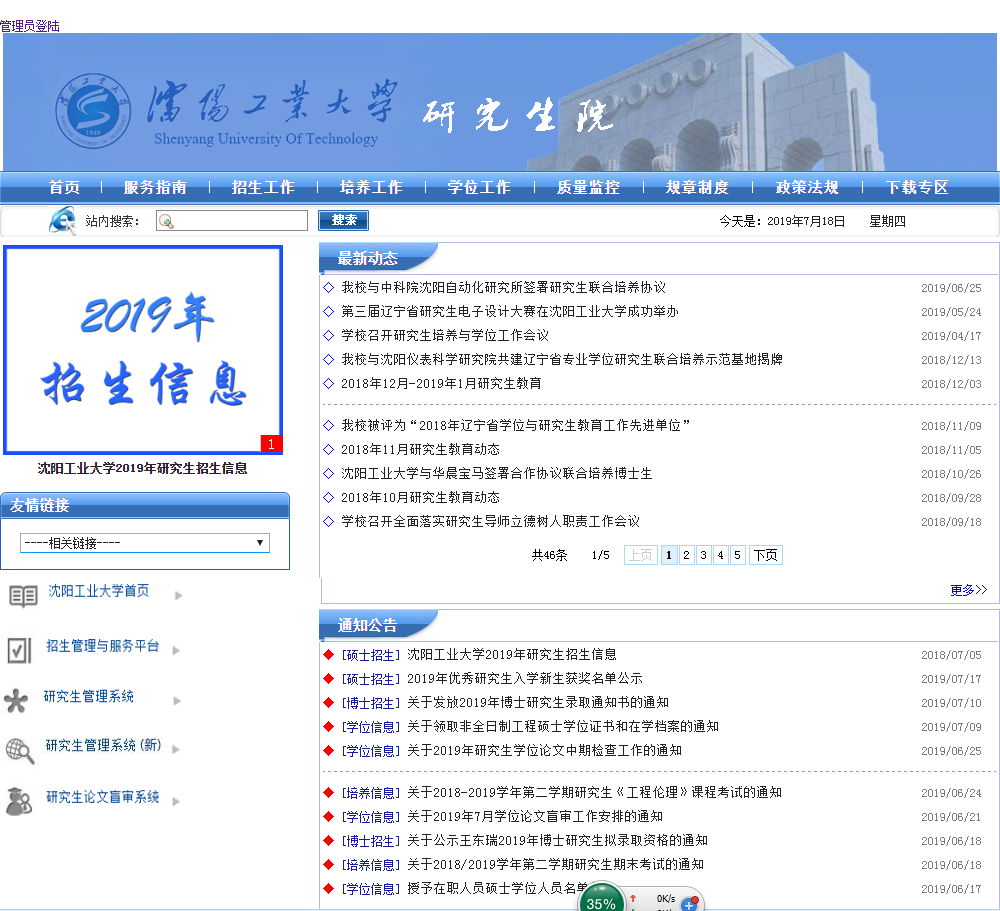 管理员登陆
瀋陽工业大學 研究生院
Shenyang University Of Technology
1949
首页 服务指南 招生工作 培养工作 学位工作 质量监控 规章制度 政策法规 下载专区
站内搜索： 搜索 今天是：2019年7月18日 星期四
2019年
招生信息
1
沈阳工业大学2019年研究生招生信息
友情链接
----相关链接----
沈阳工业大学首页
招生管理与服务平台
研究生管理系统
研究生管理系统(新)
研究生论文盲审系统
最新动态
我校与中科院沈阳自动化研究所签署研究生联合培养协议 2019/06/25
第三届辽宁省研究生电子设计大赛在沈阳工业大学成功举办 2019/05/24
学校召开研究生培养与学位工作会议 2019/04/17
我校与沈阳仪表科学研究院共建辽宁省专业学位研究生联合培养示范基地揭牌 2018/12/13
2018年12月-2019年1月研究生教育 2018/12/03
我校被评为“2018年辽宁省学位与研究生教育工作先进单位” 2018/11/09
2018年11月研究生教育动态 2018/11/05
沈阳工业大学与华晨宝马签署合作协议联合培养博士生 2018/10/26
2018年10月研究生教育动态 2018/09/28
学校召开全面落实研究生导师立德树人职责工作会议 2018/09/18
共46条 1/5 上页 1 2 3 4 5 下页
更多>>
通知公告
[硕士招生] 沈阳工业大学2019年研究生招生信息 2018/07/05
[硕士招生] 2019年优秀研究生入学新生获奖名单公示 2019/07/17
[博士招生] 关于发放2019年博士研究生录取通知书的通知 2019/07/10
[学位信息] 关于领取非全日制工程硕士学位证书和在学档案的通知 2019/07/09
[学位信息] 关于2019年研究生学位论文中期检查工作的通知 2019/06/25
[培养信息] 关于2018-2019学年第二学期研究生《工程伦理》课程考试的通知 2019/06/24
[学位信息] 关于2019年7月学位论文盲审工作安排的通知 2019/06/21
[博士招生] 关于公示王东瑞2019年博士研究生拟录取资格的通知 2019/06/18
[培养信息] 关于2018/2019学年第二学期研究生期末考试的通知 2019/06/18
[学位信息] 授予在职人员硕士学位人员名单 2019/06/17
35% 0K/s